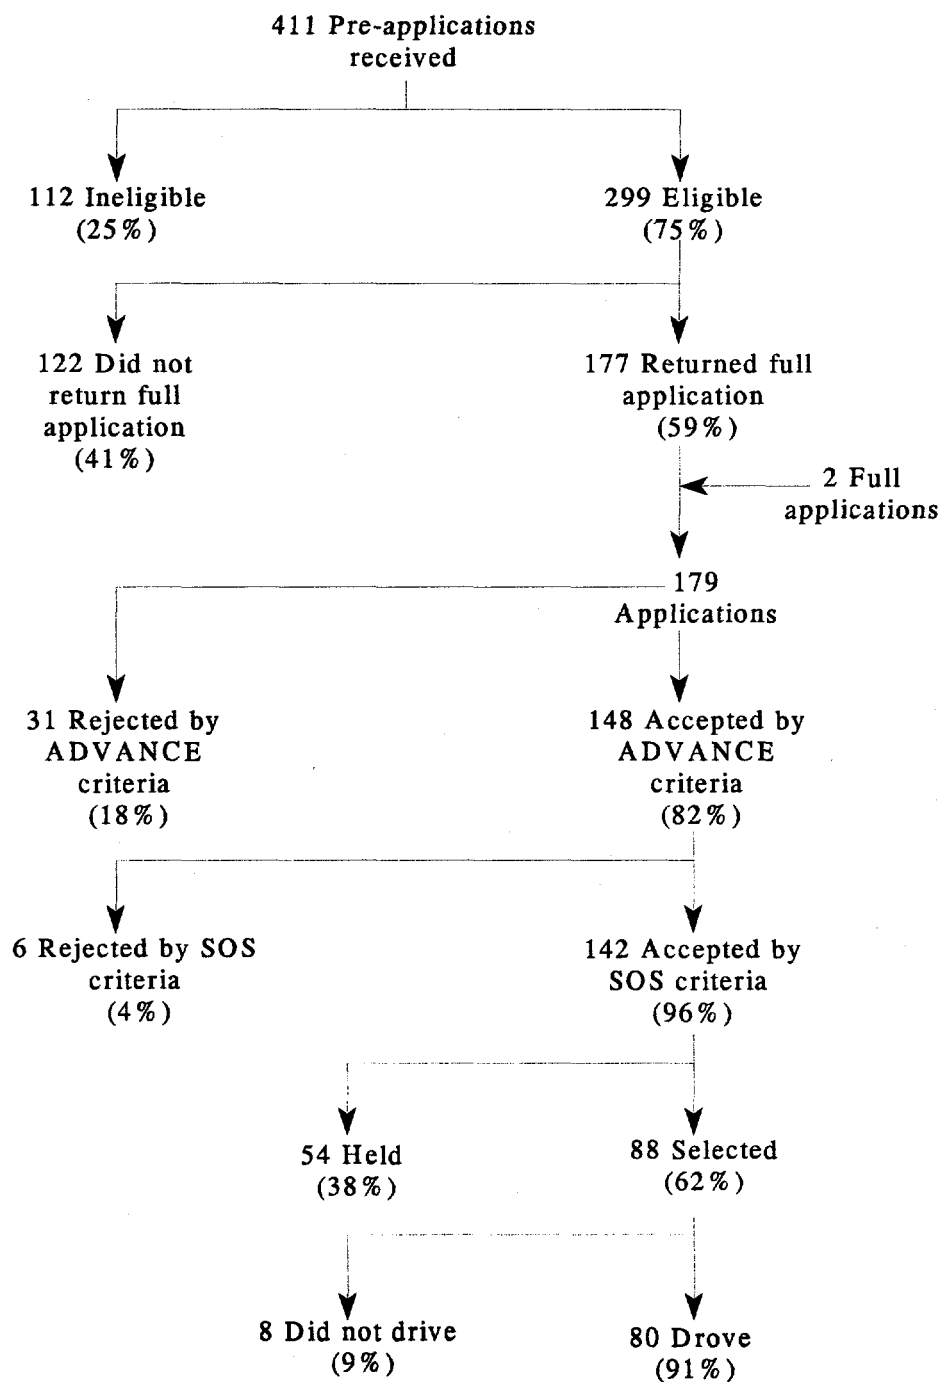 411 Pre-applications
received
112 Ineligible
(25%)
299 Eligible
(75%)
122 Did not
return full
application
(41%)
177 Returned full
application
(59%)
2 Full
applications
179
Applications
31 Rejected by
ADVANCE
criteria
(18%)
148 Accepted by
ADVANCE
criteria
(82%)
6 Rejected by SOS
criteria
(4%)
142 Accepted by
SOS criteria
(96%)
54 Held
(38%)
88 Selected
(62%)
8 Did not drive
(9%)
80 Drove
(91%)